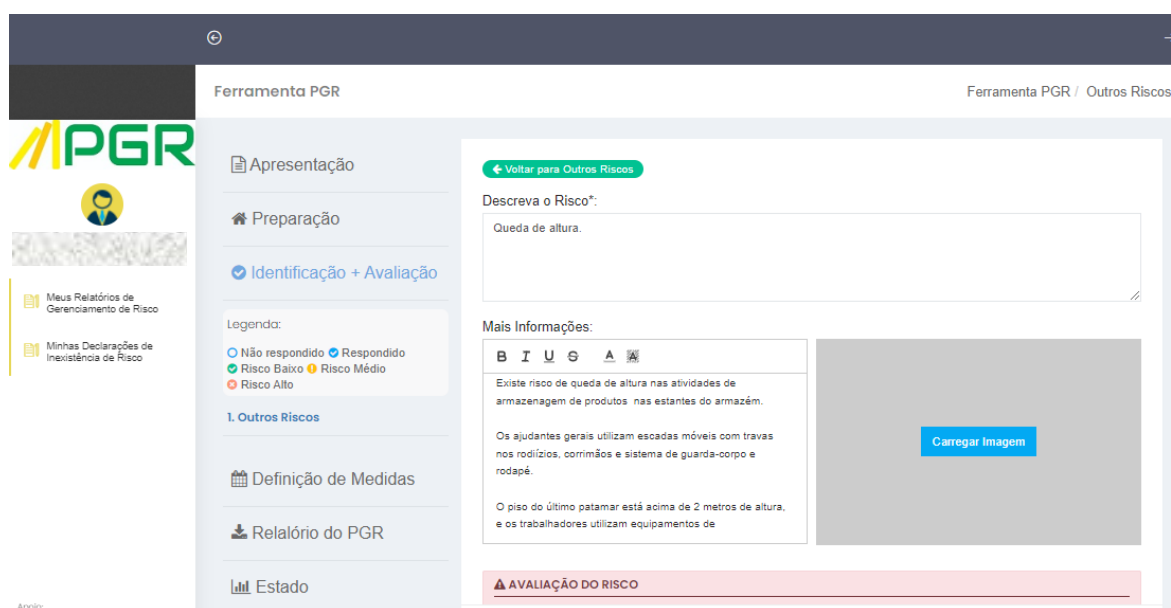 Ferramenta PGR
Ferramenta PGR / Outros Riscos
PGR
Meus Relatórios de
Gerenciamento de Risco
Minhas Declarações de
Inexistência de Risco
Apoio:
Apresentação
Preparação
Identificação + Avaliação
Legenda:
Não respondido Respondido
Risco Baixo Risco Médio
Risco Alto
1. Outros Riscos
Definição de Medidas
Relalório do PGR
Estado
Voltar para Outros Riscos
Descreva o Risco*:
Queda de altura.
Mais Informações:
B I U S A A
Existe risco de queda de altura nas atividades de
armazenagem de produtos nas estantes do armazém.
Os ajudantes gerais utilizam escadas móveis com travas
nos rodiízios, corrimãos e sistema de guarda-corpo e
rodapé.
O piso do último patamar está acima de 2 metros de altura,
e os trabalhadores utilizam equipamentos de
Carregar Imagem
AVALIAÇÃO DO RISCO